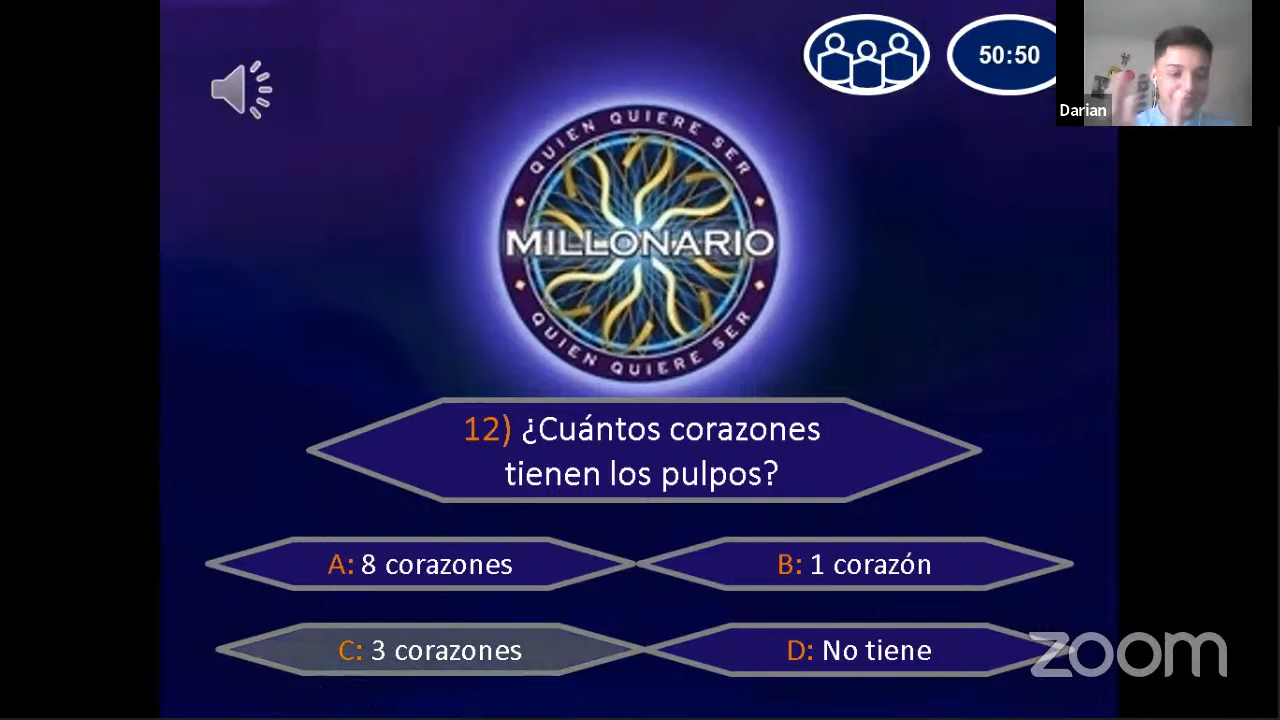 50:50
Darian
QUIEN QUIERE SER
MILLONARIO
QUIEN QUIERE SER
12) ¿Cuántos corazones
tienen los pulpos?
A: 8 corazones
B: 1 corazón
C: 3 corazones
D: No tiene
zoom